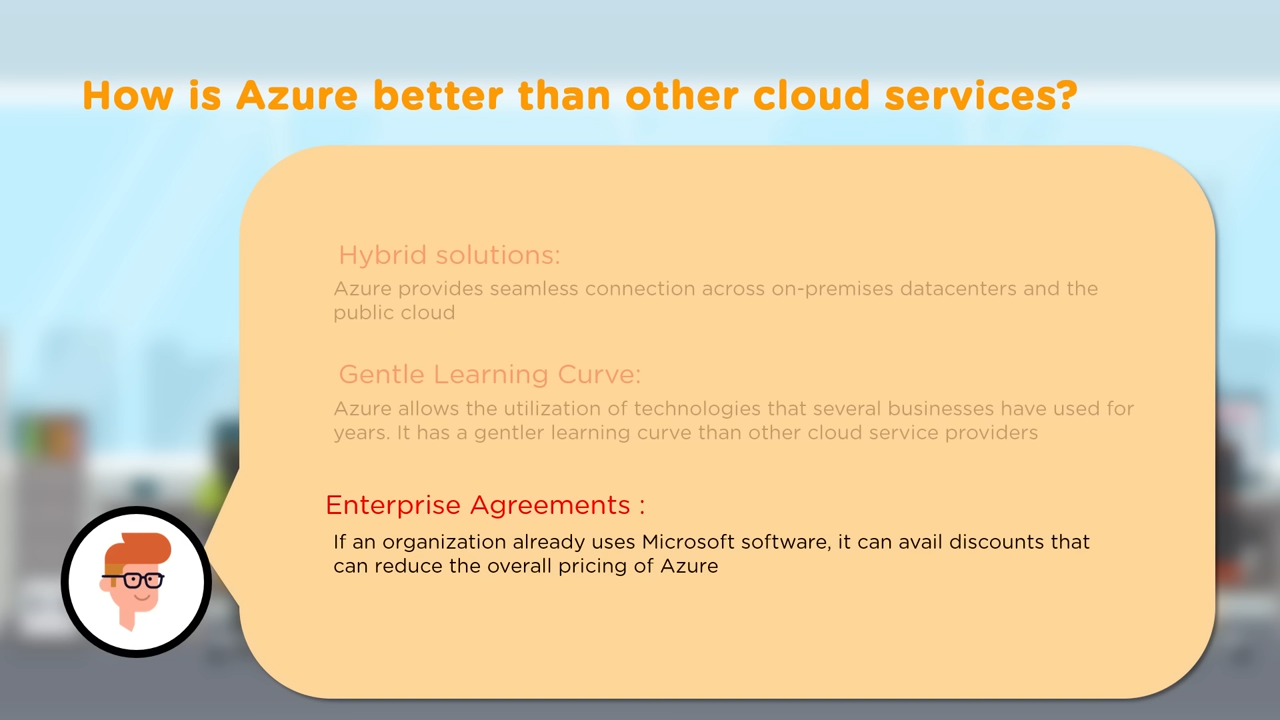 How is Azure better than other cloud services?
Hybrid solutions:
Azure provides seamless connection across on-premises datacenters and the
public cloud
Gentle Learning Curve:
Azure allows the utilization of technologies that several businesses have used for
years. It has a gentler learning curve than other cloud service providers
Enterprise Agreements :
If an organization already uses Microsoft software, it can avail discounts that
can reduce the overall pricing of Azure